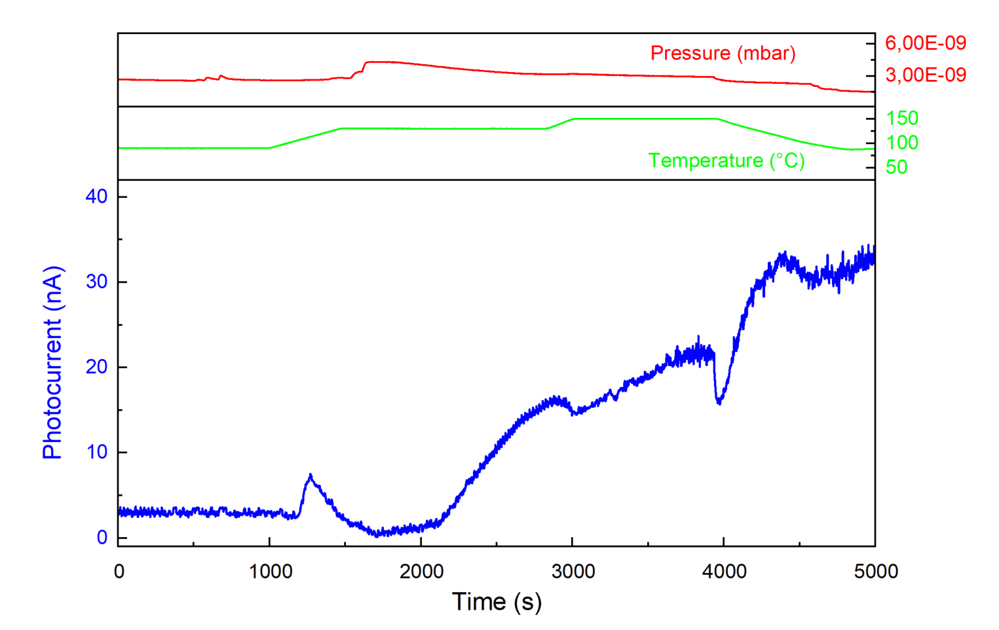 6,00E-09
Pressure (mbar)
3,00E-09
150
100
Temperature (°C)
50
40
30
20
10
0
Photocurrent (nA)
0 1000 2000 3000 4000 5000
Time (s)